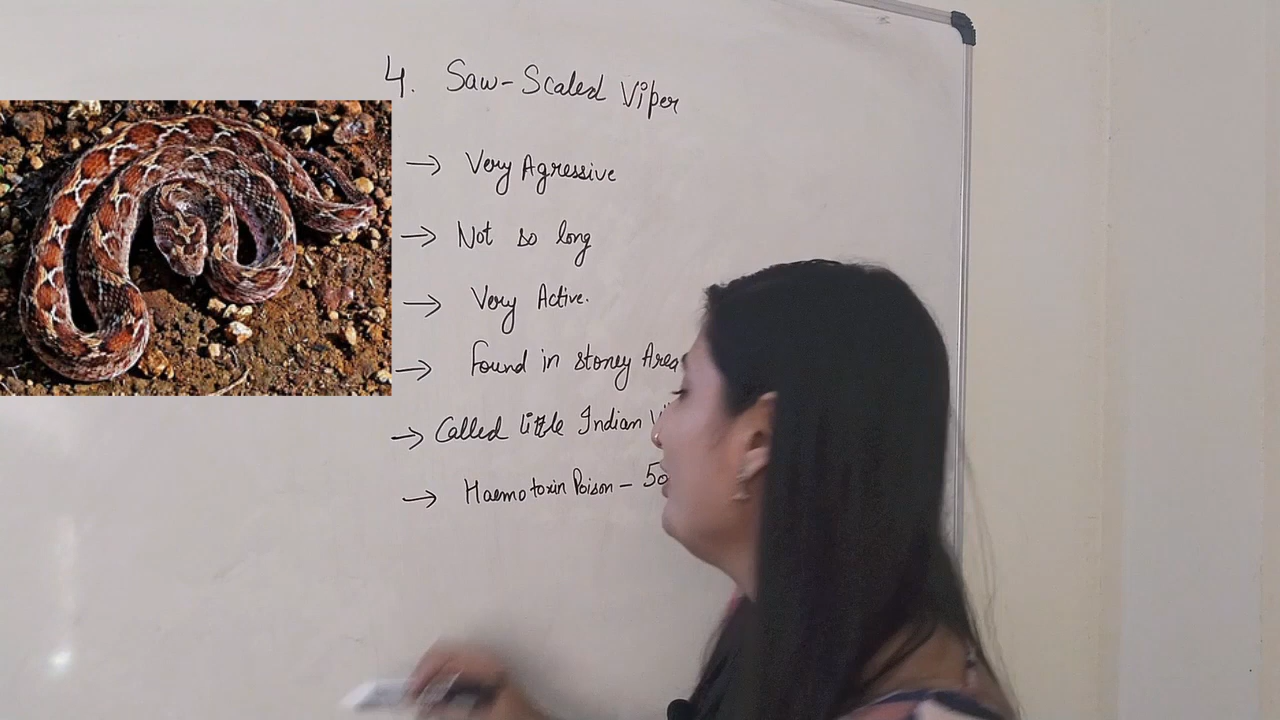 4. Saw-Scaled Viper
→ Very Agressive
→ Not so long
→ Very Active.
→ Found in stoney Area
→ Called little Indian
→ Haemotoxin Poison - 50